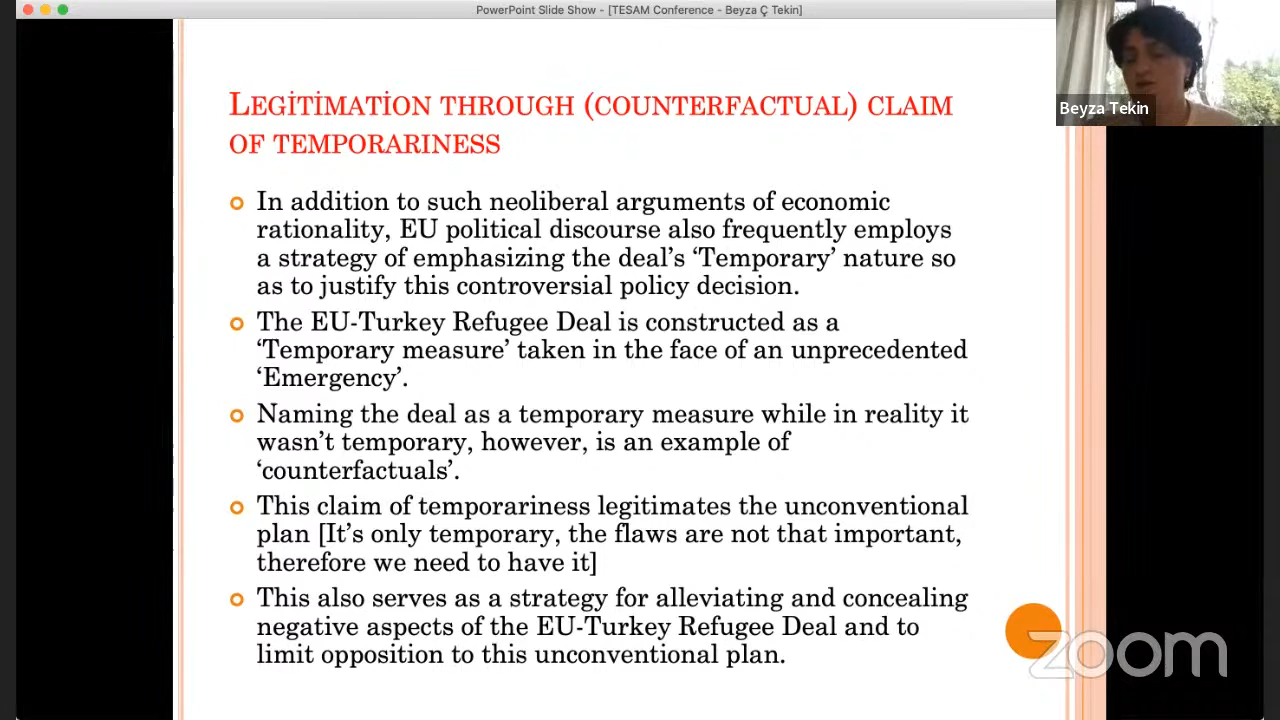 PowerPoint Slide Show - [TESAM Conference - Beyza Ç Tekin]
Beyza Tekin
LEGİTİMATİON THROUGH (COUNTERFACTUAL) CLAIM
OF TEMPORARINESS
In addition to such neoliberal arguments of economic
rationality, EU political discourse also frequently employs
a strategy of emphasizing the deal's ‘Temporary’ nature so
as to justify this controversial policy decision.
The EU-Turkey Refugee Deal is constructed as a
‘Temporary measure’ taken in the face of an unprecedented
‘Emergency’.
Naming the deal as a temporary measure while in reality it
wasn't temporary, however, is an example of
‘counterfactuals’.
This claim of temporariness legitimates the unconventional
plan [It's only temporary, the flaws are not that important,
therefore we need to have it]
This also serves as a strategy for alleviating and concealing
negative aspects of the EU-Turkey Refugee Deal and to
limit opposition to this unconventional plan.
zoom